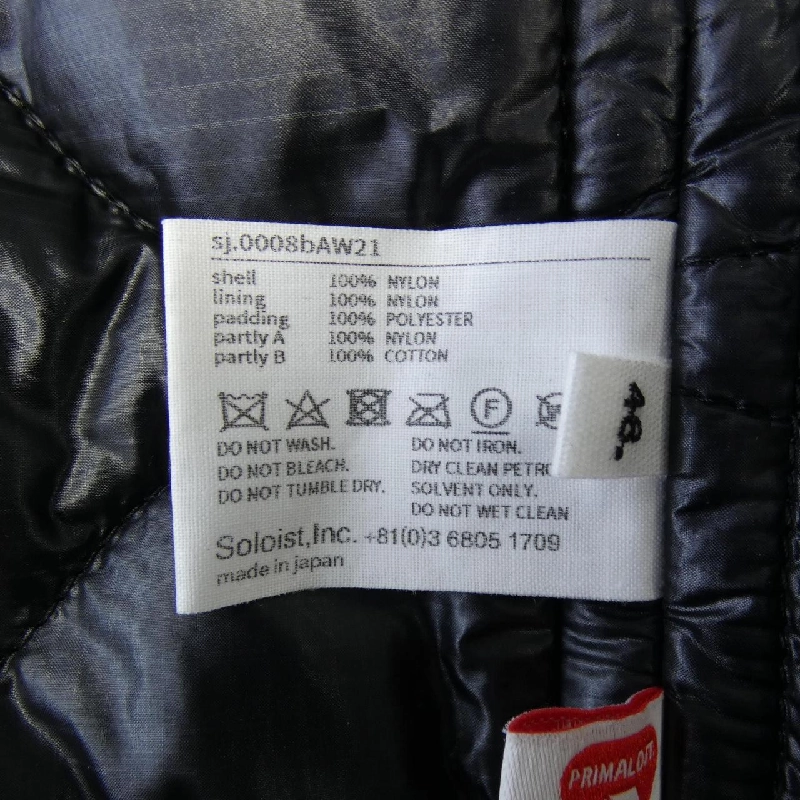 sj.0008bAW21
shell 100% NYLON
lining 100% NYLON
padding 100% POLYESTER
partly A 100% NYLON
partly B 100% COTTON
F
48.
DO NOT WASH.
DO NOT BLEACH.
DO NOT TUMBLE DRY.
DO NOT IRON.
DRY CLEAN PETRO
SOLVENT ONLY.
DO NOT WET CLEAN
Soloist,Inc. +81(0)3 6805 1709
made in japan
PRIMALOFT